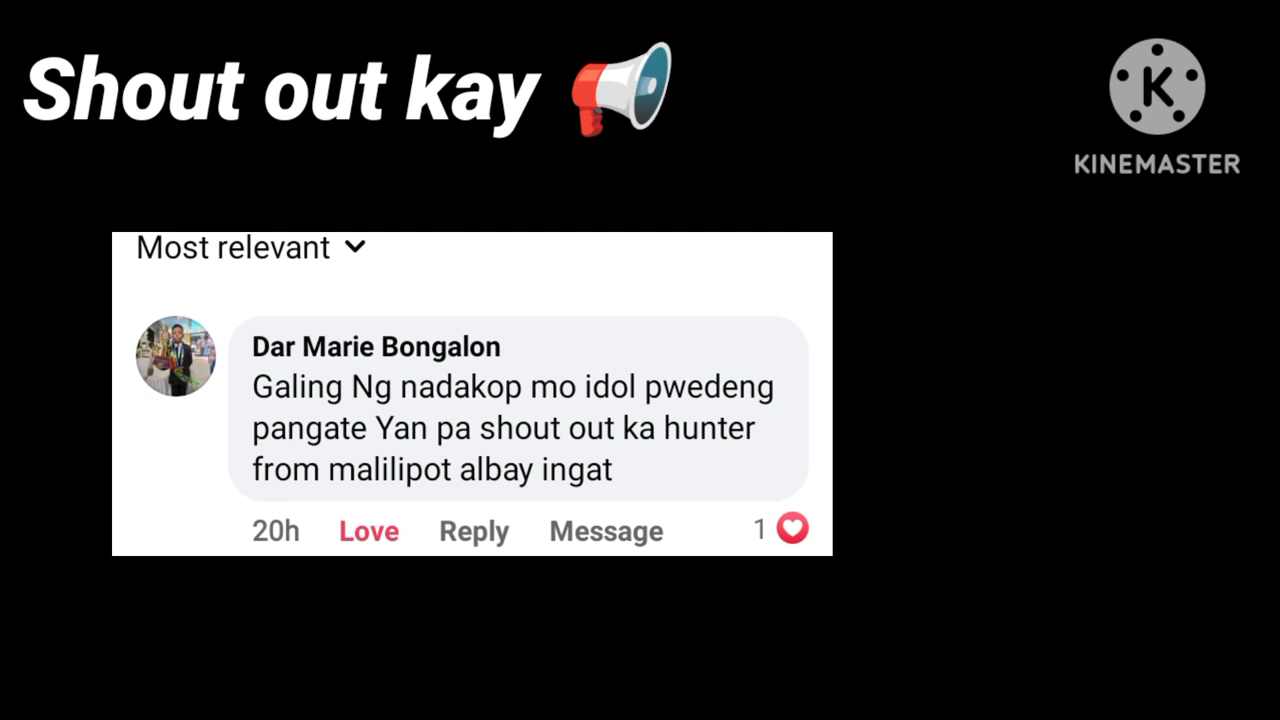 Shout out kay
KINEMASTER
Most relevant
Dar Marie Bongalon
Galing Ng nadakop mo idol pwedeng
pangate Yan pa shout out ka hunter
from malilipot albay ingat
20h Love Reply Message 1